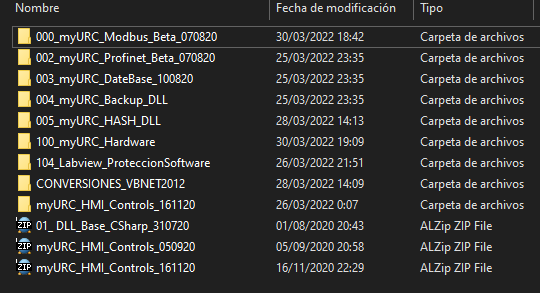 Nombre Fecha de modificación Tipo
000_myURC_Modbus_Beta_070820 30/03/2022 18:42 Carpeta de archivos
002_myURC_Profinet_Beta_070820 25/03/2022 23:35 Carpeta de archivos
003_myURC_DateBase_100820 25/03/2022 23:35 Carpeta de archivos
004_myURC_Backup_DLL 25/03/2022 23:35 Carpeta de archivos
005_myURC_HASH_DLL 28/03/2022 14:13 Carpeta de archivos
100_myURC_Hardware 30/03/2022 19:09 Carpeta de archivos
104_Labview_ProteccionSoftware 26/03/2022 21:51 Carpeta de archivos
CONVERSIONES_VBNET2012 28/03/2022 14:09 Carpeta de archivos
myURC_HMI_Controls_161120 26/03/2022 0:07 Carpeta de archivos
ZIP 01_ DLL_Base_CSharp_310720 01/08/2020 20:43 ALZip ZIP File
ZIP myURC_HMI_Controls_050920 05/09/2020 20:58 ALZip ZIP File
ZIP myURC_HMI_Controls_161120 16/11/2020 22:29 ALZip ZIP File